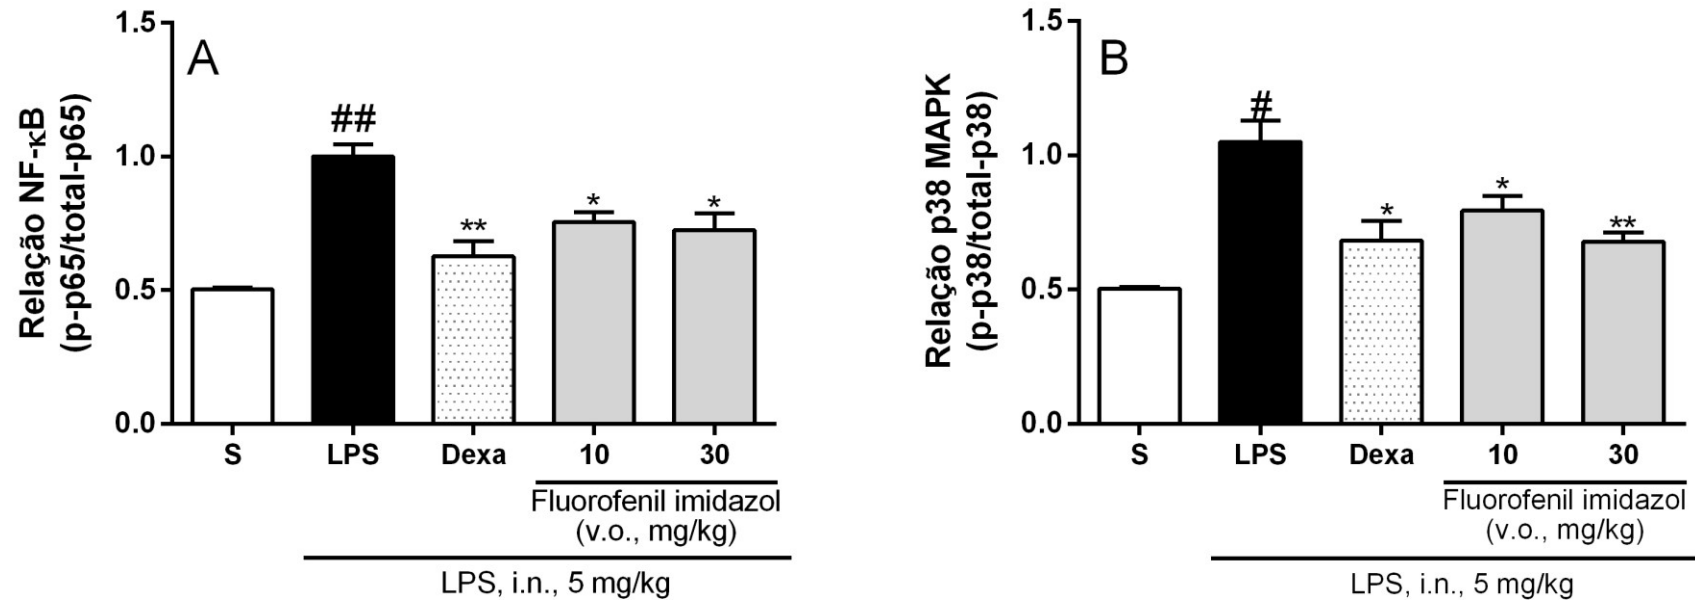 A
Relação NF-κB
(p-p65/total-p65)
1.5
1.0
0.5
0.0
##
**
*
*
S LPS Dexa 10 30
Fluorofenil imidazol
(v.o., mg/kg)
LPS, i.n., 5 mg/kg
B
Relação p38 MAPK
(p-p38/total-p38)
1.5
1.0
0.5
0.0
#
*
*
**
S LPS Dexa 10 30
Fluorofenil imidazol
(v.o., mg/kg)
LPS, i.n., 5 mg/kg